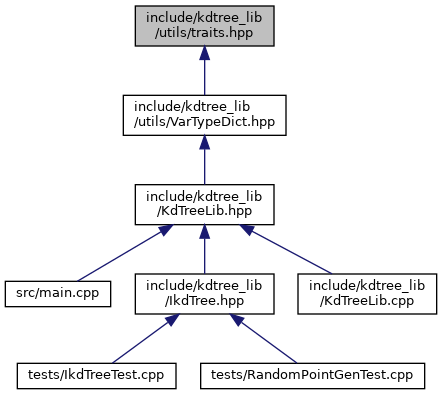 include/kdtree_lib
/utils/traits.hpp
include/kdtree_lib
/utils/VarTypeDict.hpp
include/kdtree_lib
/KdTreeLib.hpp
src/main.cpp
include/kdtree_lib
/IkdTree.hpp
include/kdtree_lib
/KdTreeLib.cpp
tests/IkdTreeTest.cpp
tests/RandomPointGenTest.cpp